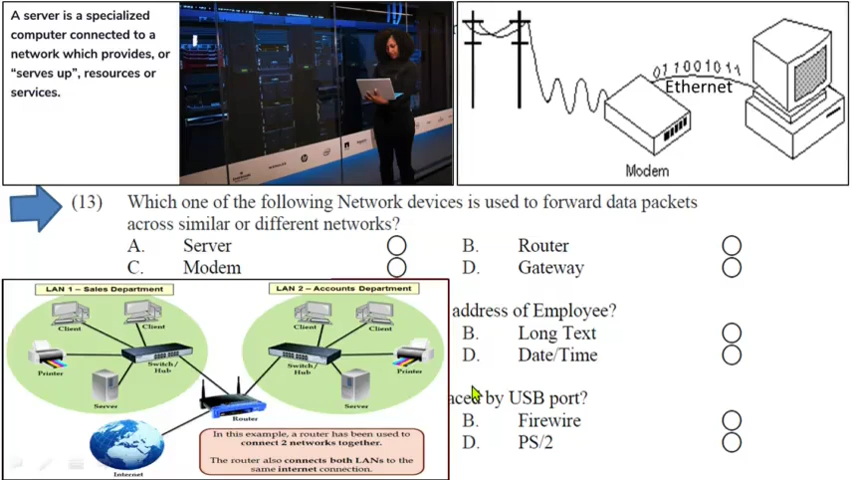 A server is a specialized
computer connected to a
network which provides, or
“serves up”, resources or
services.
011001011
Ethernet
Modem
(13) Which one of the following Network devices is used to forward data packets
across similar or different networks?
A. Server B. Router
C. Modem D. Gateway
LAN 1 – Sales Department LAN 2 – Accounts Department
Client Client Client Client
Printer Switch/ Hub Switch/ Hub Printer
Server Server
Router
Internet
In this example, a router has been used to
connect 2 networks together.
The router also connects both LANs to the
same internet connection.
address of Employee?
B. Long Text
D. Date/Time
by USB port?
B. Firewire
D. PS/2